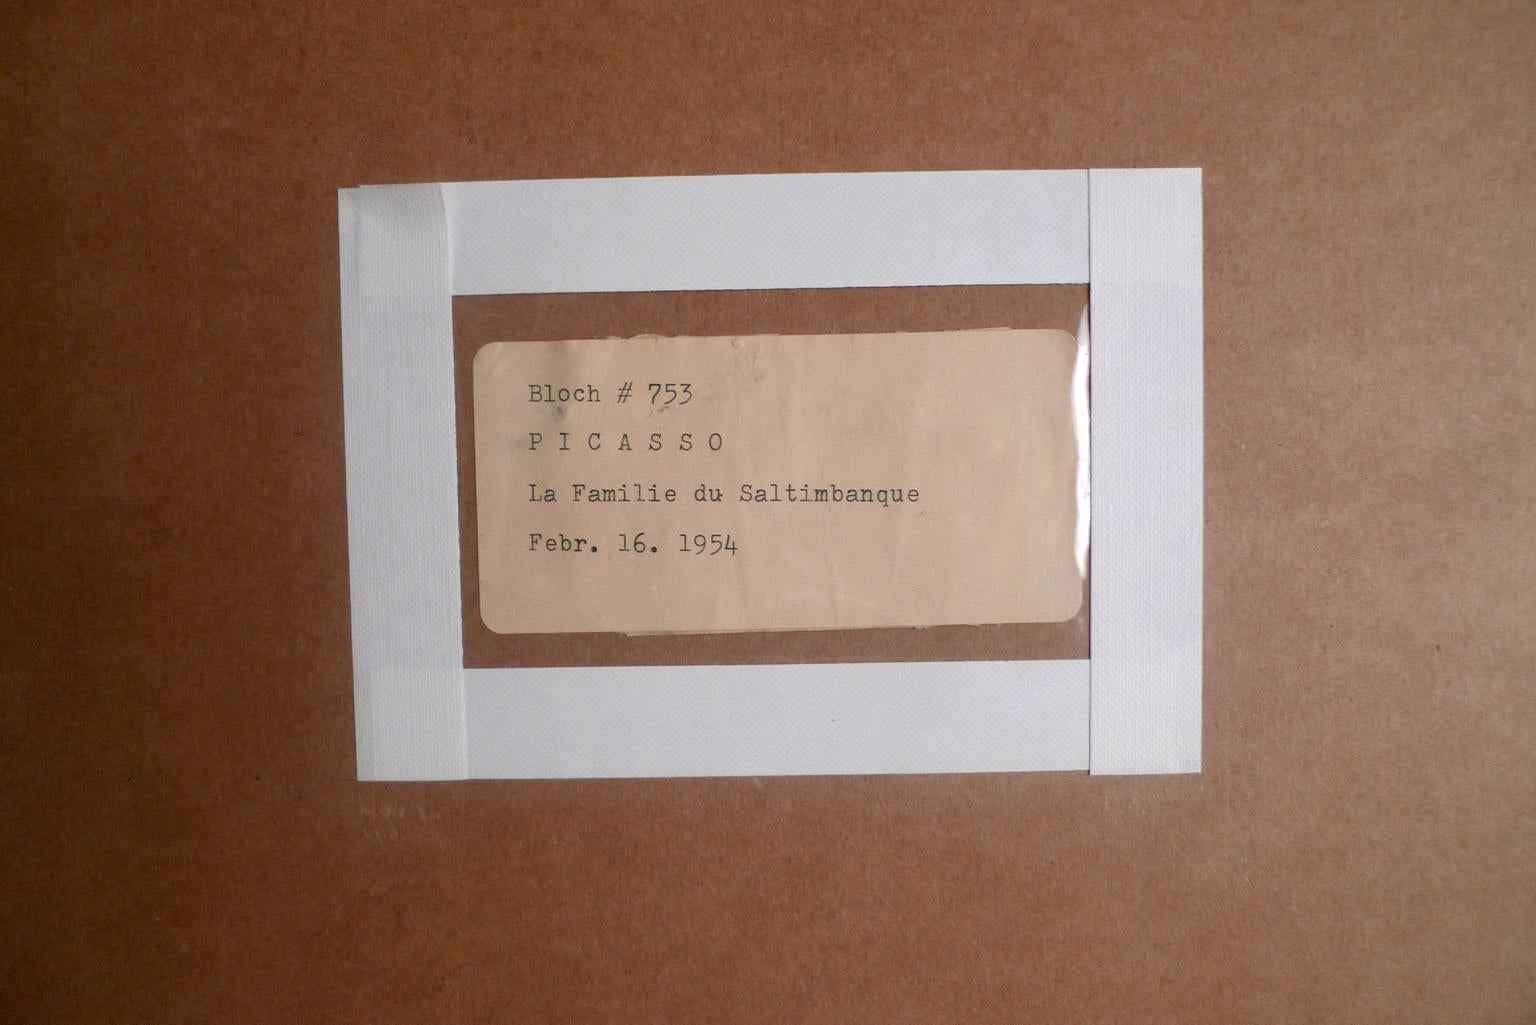 Bloch # 753
P I C A S S O
La Familie du Saltimbanque
Febr. 16. 1954